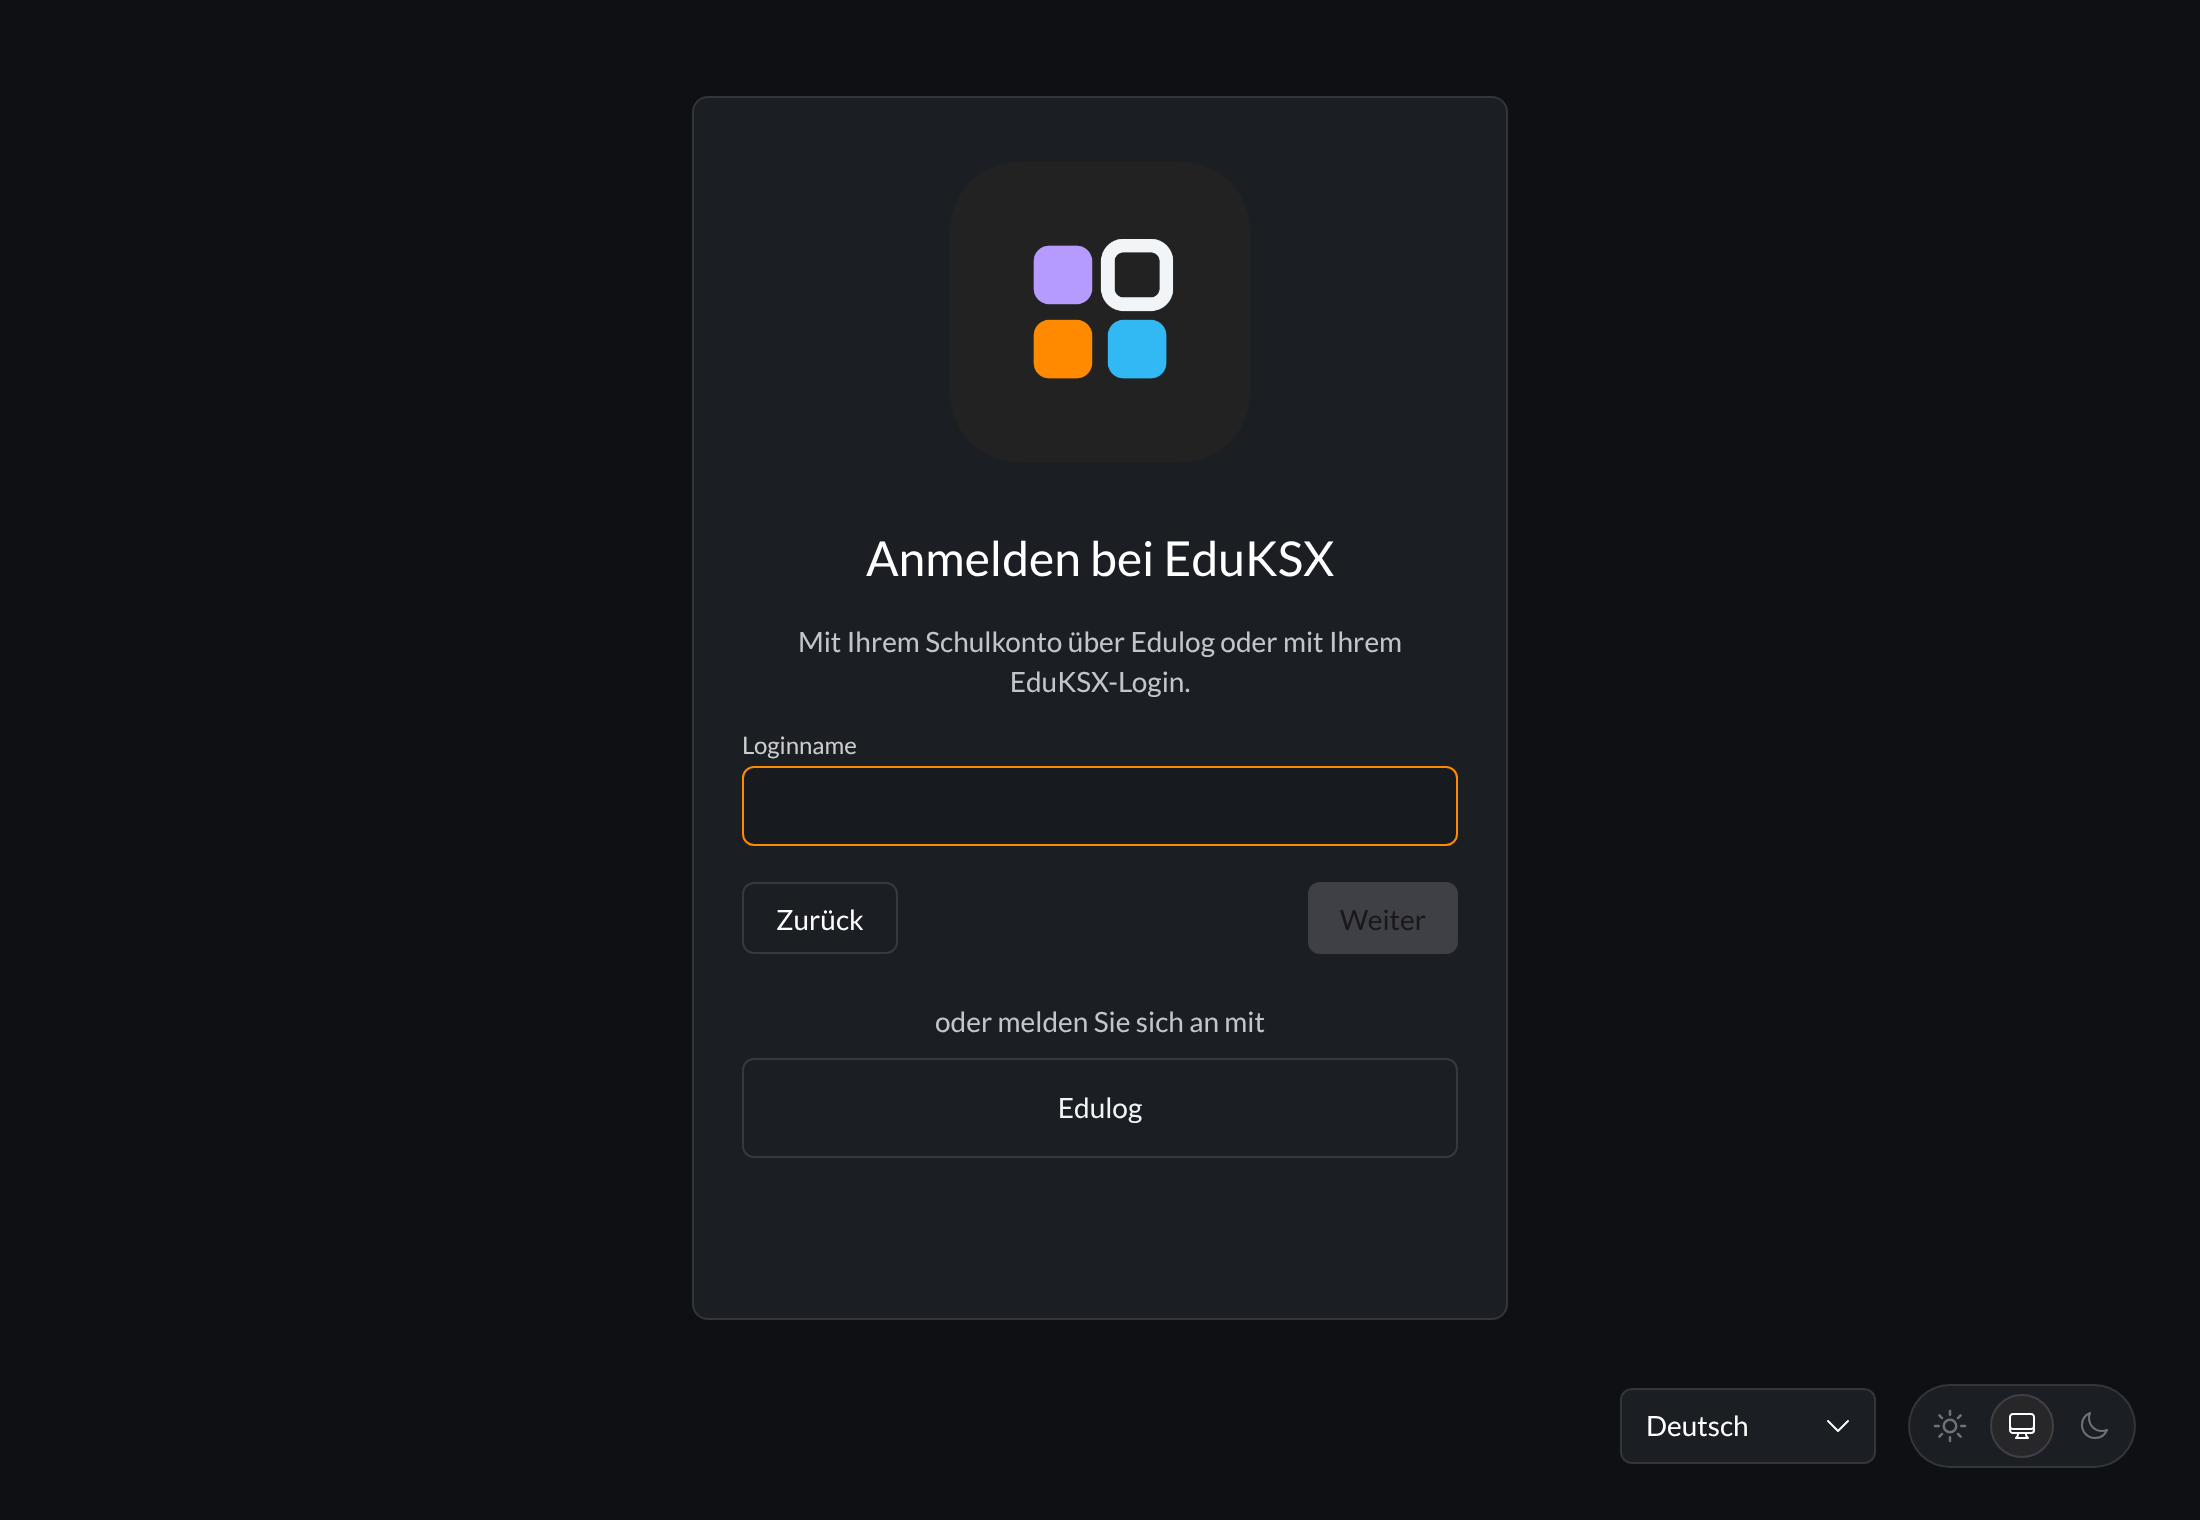 Anmelden bei EduKSX
Mit Ihrem Schulkonto über Edulog oder mit Ihrem
EduKSX-Login.
Loginname
Zurück
Weiter
oder melden Sie sich an mit
Edulog
Deutsch